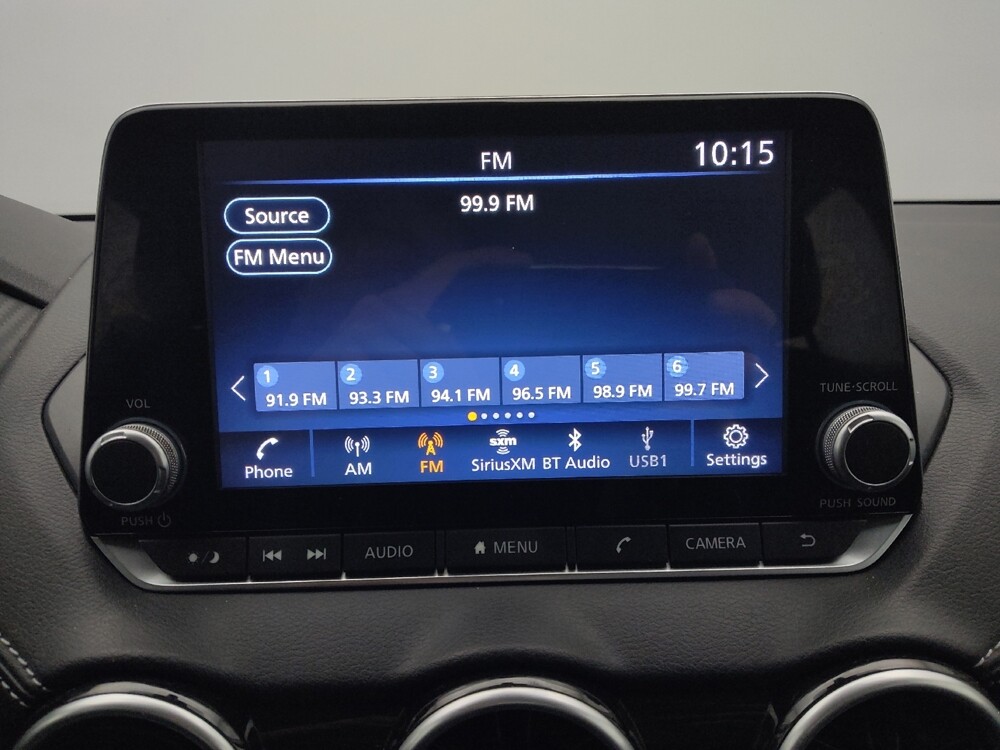 FM
10:15
Source
99.9 FM
FM Menu
1 2 3 4 5 6
91.9 FM 93.3 FM 94.1 FM 96.5 FM 98.9 FM 99.7 FM
VOL
TUNE·SCROLL
sxm
Phone AM FM SiriusXM BT Audio USB1 Settings
PUSH
PUSH SOUND
AUDIO MENU CAMERA